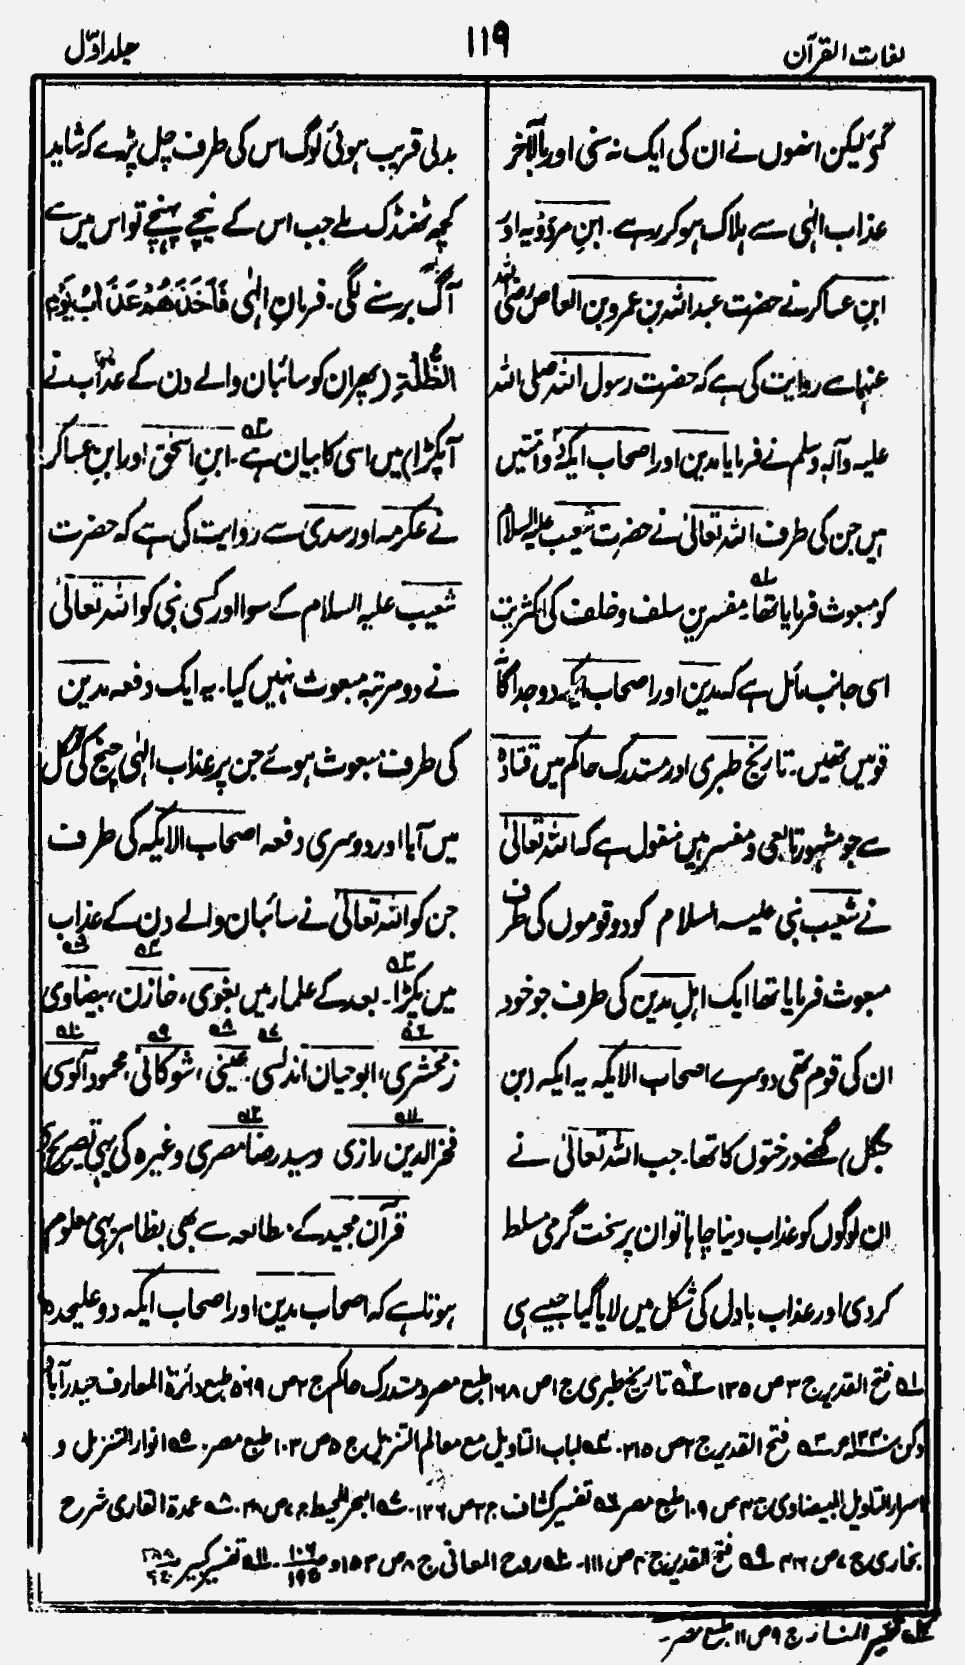 لغات القرآن
۱۱۹
جلد اوّل
گئی لیکن انھوں نے ان کی ایک نہ سنی اور بالآخر
عذاب الٰہی سے ہلاک ہو کر رہے۔ ابنِ مردَوَیہ اور
ابنِ عساکر نے حضرت عبداللہ بن عمرو بن العاص رضی اللہ
عنہما سے روایت کی ہے کہ حضرت رسول اللہ صلی اللہ
علیہ وآلہٖ وسلم نے فرمایا مدین اور اصحاب ایکہ دو امتیں
ہیں جن کی طرف اللہ تعالیٰ نے حضرت شعیب علیہ السلام
کو مبعوث فرمایا تھا۔ ۱؎ مفسرین سلف و خلف کی اکثریت
اسی جانب مائل ہے کہ مدین اور اصحاب ایکہ دو جداگانہ
قومیں تھیں۔ تاریخ طبری اور مستدرک حاکم میں قتادہ
سے جو مشہور تابعی و مفسر ہیں منقول ہے کہ اللہ تعالیٰ
نے شعیب نبی علیہ السلام کو دو قوموں کی طرف
مبعوث فرمایا تھا ایک اہلِ مدین کی طرف جو خود
ان کی قوم تھی دوسرے اصحاب الایکہ یہ ایکہ (بن
جنگل) گھنے درختوں کا تھا۔ جب اللہ تعالیٰ نے
ان لوگوں کو عذاب دینا چاہا تو ان پر سخت گرمی مسلط
کر دی اور عذاب بادل کی شکل میں لایا گیا جیسے ہی
بدلی قریب ہوئی لوگ اس کی طرف چل پڑے کہ شاید
کچھ ٹھنڈک ملے جب اس کے نیچے پہنچے تو اس میں سے
آگ برسنے لگی۔ فرمانِ الٰہی فَاَخَذَهُمْ عَذَابُ يَوْمِ
الظُّلَّةِ (پھر ان کو سائبان والے دن کے عذاب نے
آپکڑا) میں اسی کا بیان ہے۔ ابنِ اسحٰق اور ابنِ عساکر
نے عکرمہ اور سدی سے روایت کی ہے کہ حضرت
شعیب علیہ السلام کے سوا اور کسی نبی کو اللہ تعالیٰ
نے دو مرتبہ مبعوث نہیں کیا۔ یہ ایک دفعہ مدین
کی طرف مبعوث ہوئے جن پر عذاب الٰہی چیخ کی شکل
میں آیا اور دوسری دفعہ اصحاب الایکہ کی طرف
جن کو اللہ تعالیٰ نے سائبان والے دن کے عذاب
میں پکڑا۔ ۳؎ بعد کے علماء میں بغوی، خازن، ۴؎ بیضاوی ۵؎
زمخشری، ۶؎ ابوحیان اندلسی، ۷؎ عینی، ۸؎ شوکانی، ۹؎ محمود آلوسی ۱۰؎
فخر الدین رازی ۱۱؎ و سید رضا مصری ۱۲؎ وغیرہ کی یہی تصریح
قرآن مجید کے مطالعہ سے بھی بظاہر یہی معلوم
ہوتا ہے کہ اصحاب مدین اور اصحاب ایکہ دو علیحدہ
۱؎ فتح القدیر ج ۳ ص ۱۳۵ ۲؎ تاریخ طبری ج ۱ ص ۱۶۸ طبع مصر و مستدرک حاکم ج ۲ ص ۵۶۹ طبع دائرۃ المعارف حیدرآباد
دکن ۳؎ فتح القدیر ج ۲ ص ۲۱۵۔ ۴؎ لباب التاویل مع معالم التنزیل ج ۵ ص ۱۰۲ طبع مصر۔ ۵؎ انوار التنزیل و
اسرار التاویل للبیضاوی ج ۳ ص ۱۰۹ طبع مصر ۶؎ تفسیر کشاف ج ۲ ص ۱۲۶۔ ۷؎ البحر المحیط ج ۷ ص ۳۸۔ ۸؎ عمدۃ القاری شرح
بخاری ج ۷ ص ۴۱۶ ۹؎ فتح القدیر ج ۴ ص ۱۱۱۔ ۱۰؎ روح المعانی ج ۸ ص ۱۵۳ و ج ۱۹ ص ۱۰۶۔ ۱۱؎ تفسیر کبیر
۱۲؎ تفسیر المنار ج ۹ ص ۱۱ طبع مصر۔